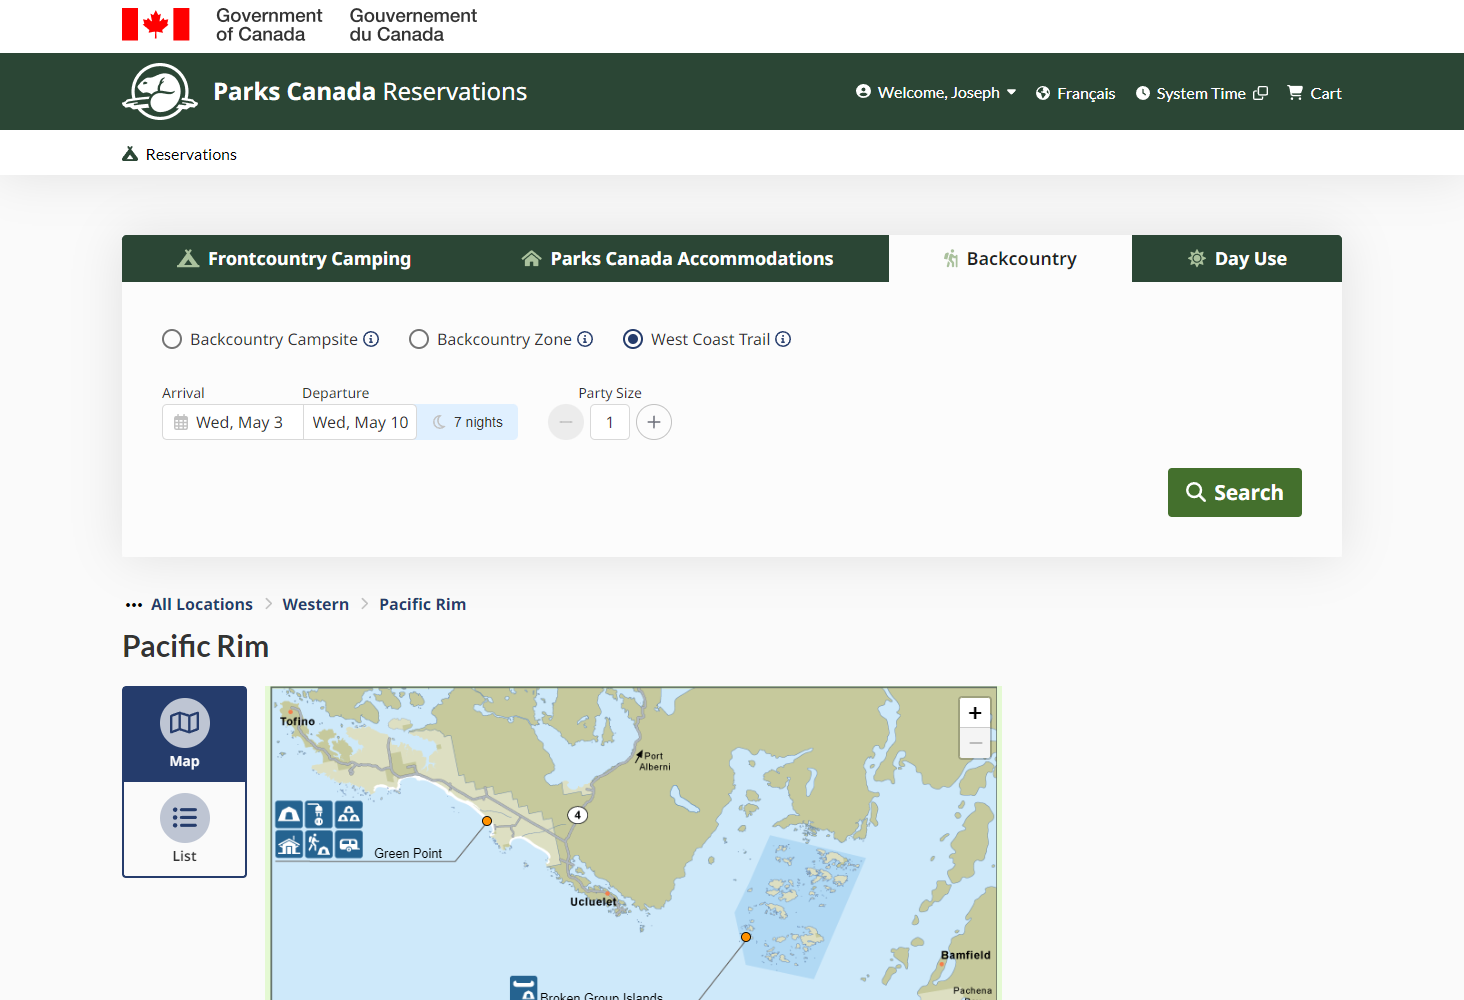 Government
of Canada
Gouvernement
du Canada
Parks Canada Reservations
Welcome, Joseph
Français
System Time
Cart
Reservations
Frontcountry Camping
Parks Canada Accommodations
Backcountry
Day Use
Backcountry Campsite
Backcountry Zone
West Coast Trail
Arrival
Departure
Party Size
Wed, May 3
Wed, May 10
7 nights
1
Search
All Locations
Western
Pacific Rim
Pacific Rim
Map
List
Tofino
Port
Alberni
4
Green Point
Ucluelet
Bamfield
Pachena
Broken Group Islands